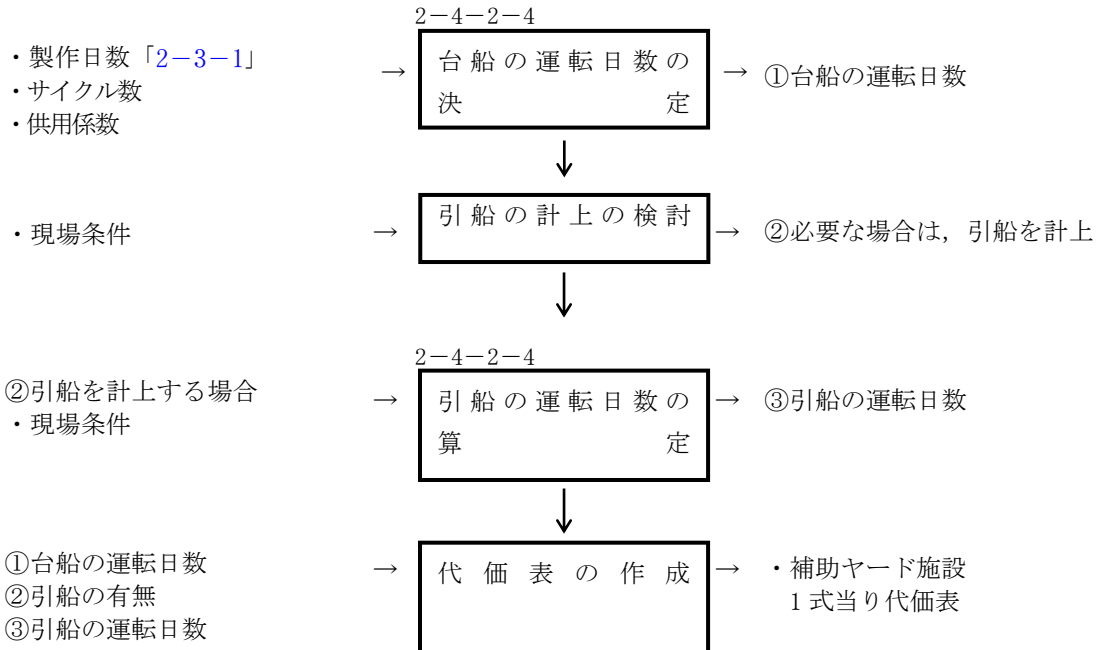 2－4－2－4
・製作日数「2－3－1」
・サイクル数
・供用係数
→
台船の運転日数の
決定
→ ①台船の運転日数
↓
・現場条件
→
引船の計上の検討
→ ②必要な場合は，引船を計上
↓
2－4－2－4
②引船を計上する場合
・現場条件
→
引船の運転日数の
算定
→ ③引船の運転日数
↓
①台船の運転日数
②引船の有無
③引船の運転日数
→
代価表の作成
→ ・補助ヤード施設
1式当り代価表